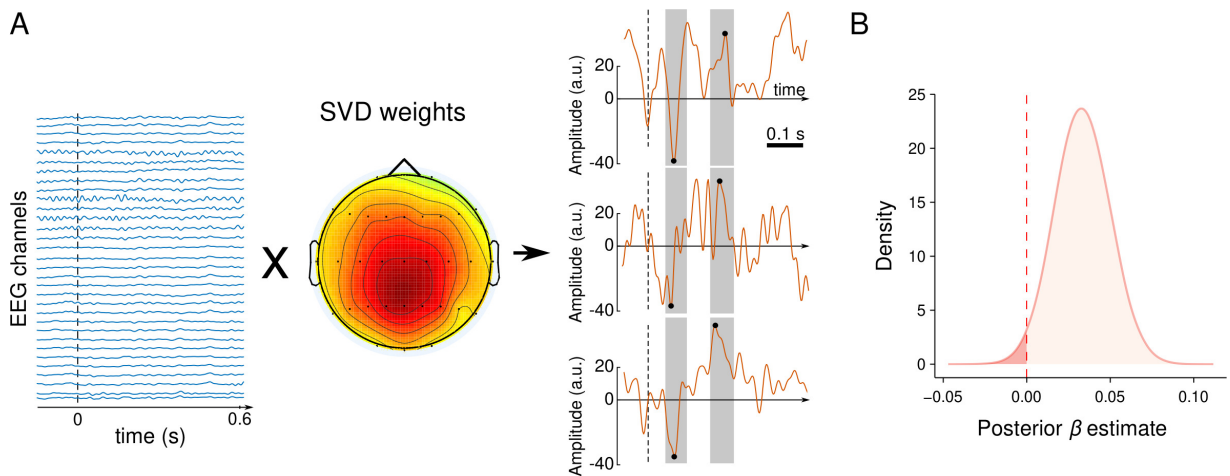 A
EEG channels
0
0.6
time (s)
X
SVD weights
Amplitude (a.u.)
20
0
-40
time
0.1 s
Amplitude (a.u.)
20
0
-40
Amplitude (a.u.)
20
0
-40
B
Density
25
20
15
10
5
0
−0.05
0.00
0.05
0.10
Posterior β estimate